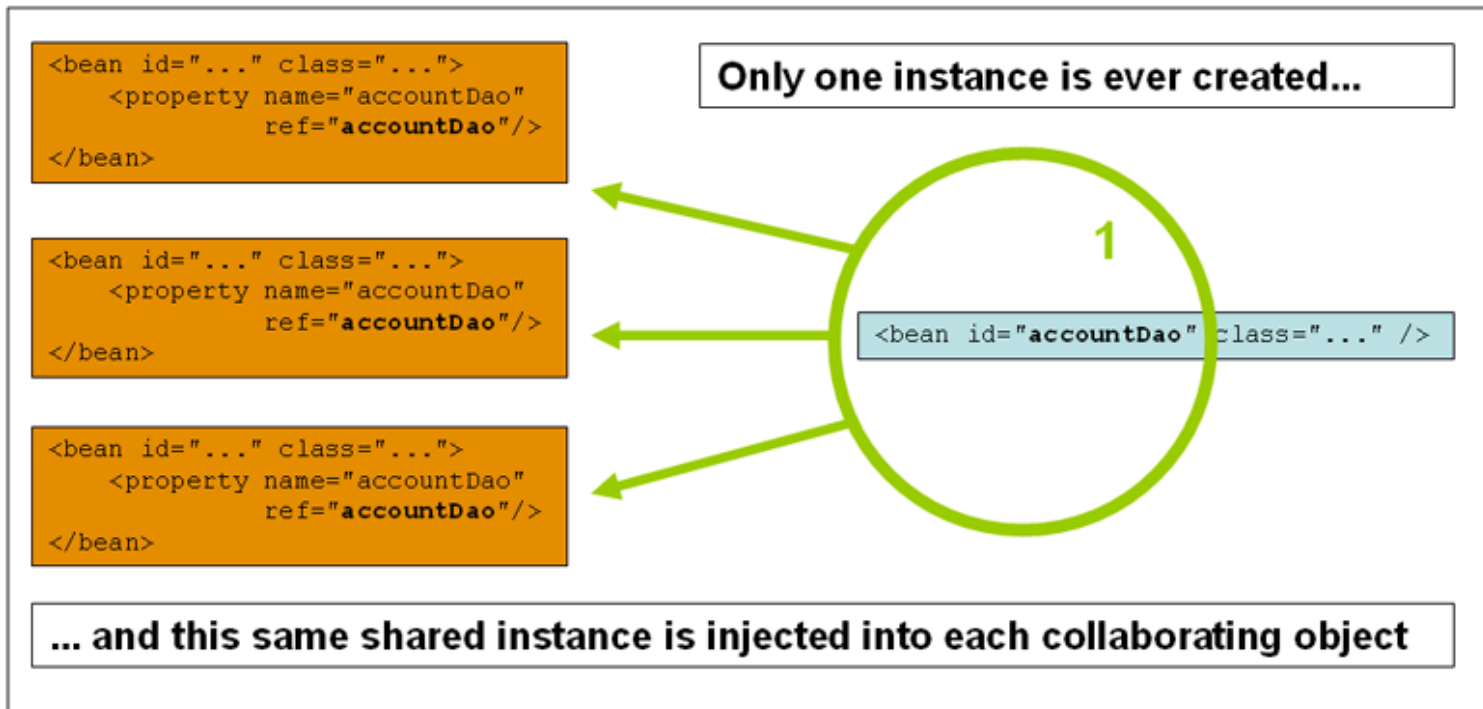 <bean id="..." class="...">
    <property name="accountDao"
              ref="accountDao"/>
</bean>
Only one instance is ever created...
<bean id="..." class="...">
    <property name="accountDao"
              ref="accountDao"/>
</bean>
1
<bean id="accountDao" class="..." />
<bean id="..." class="...">
    <property name="accountDao"
              ref="accountDao"/>
</bean>
... and this same shared instance is injected into each collaborating object